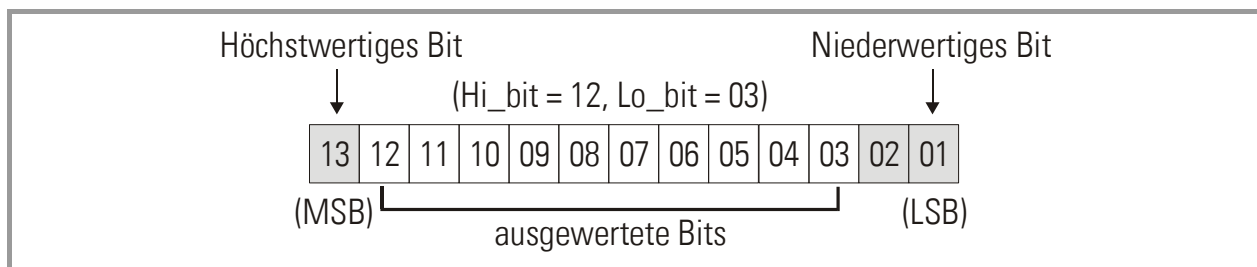 Höchstwertiges Bit Niederwertiges Bit
(Hi_bit = 12, Lo_bit = 03)
13 12 11 10 09 08 07 06 05 04 03 02 01
(MSB) (LSB)
ausgewertete Bits